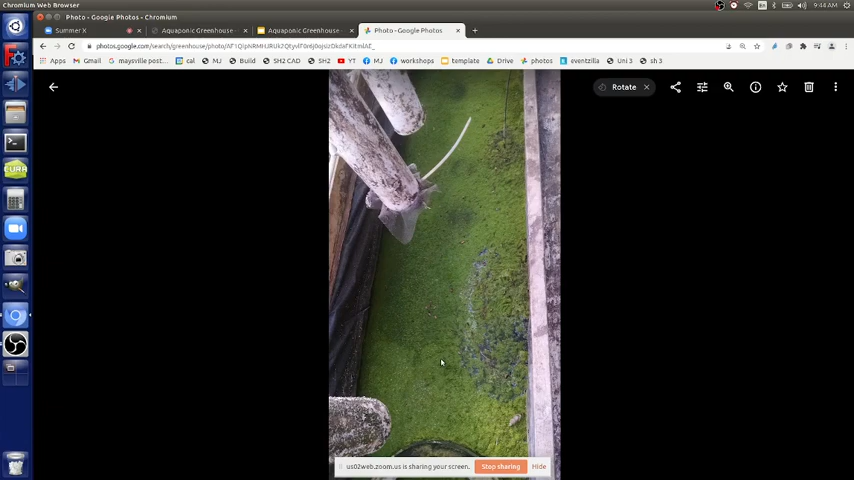 Chromium Web Browser
9:44 AM
Photo - Google Photos - Chromium
Summer X
Aquaponic Greenhouse -
Aquaponic Greenhouse -
Photo - Google Photos
Apps
Gmail
maysville post...
cal
MJ
Build
SH2 CAD
SH2
YT
MJ
workshops
template
Drive
photos
eventzilla
Uni 3
sh 3
Rotate
us02web.zoom.us is sharing your screen.
Stop sharing
Hide